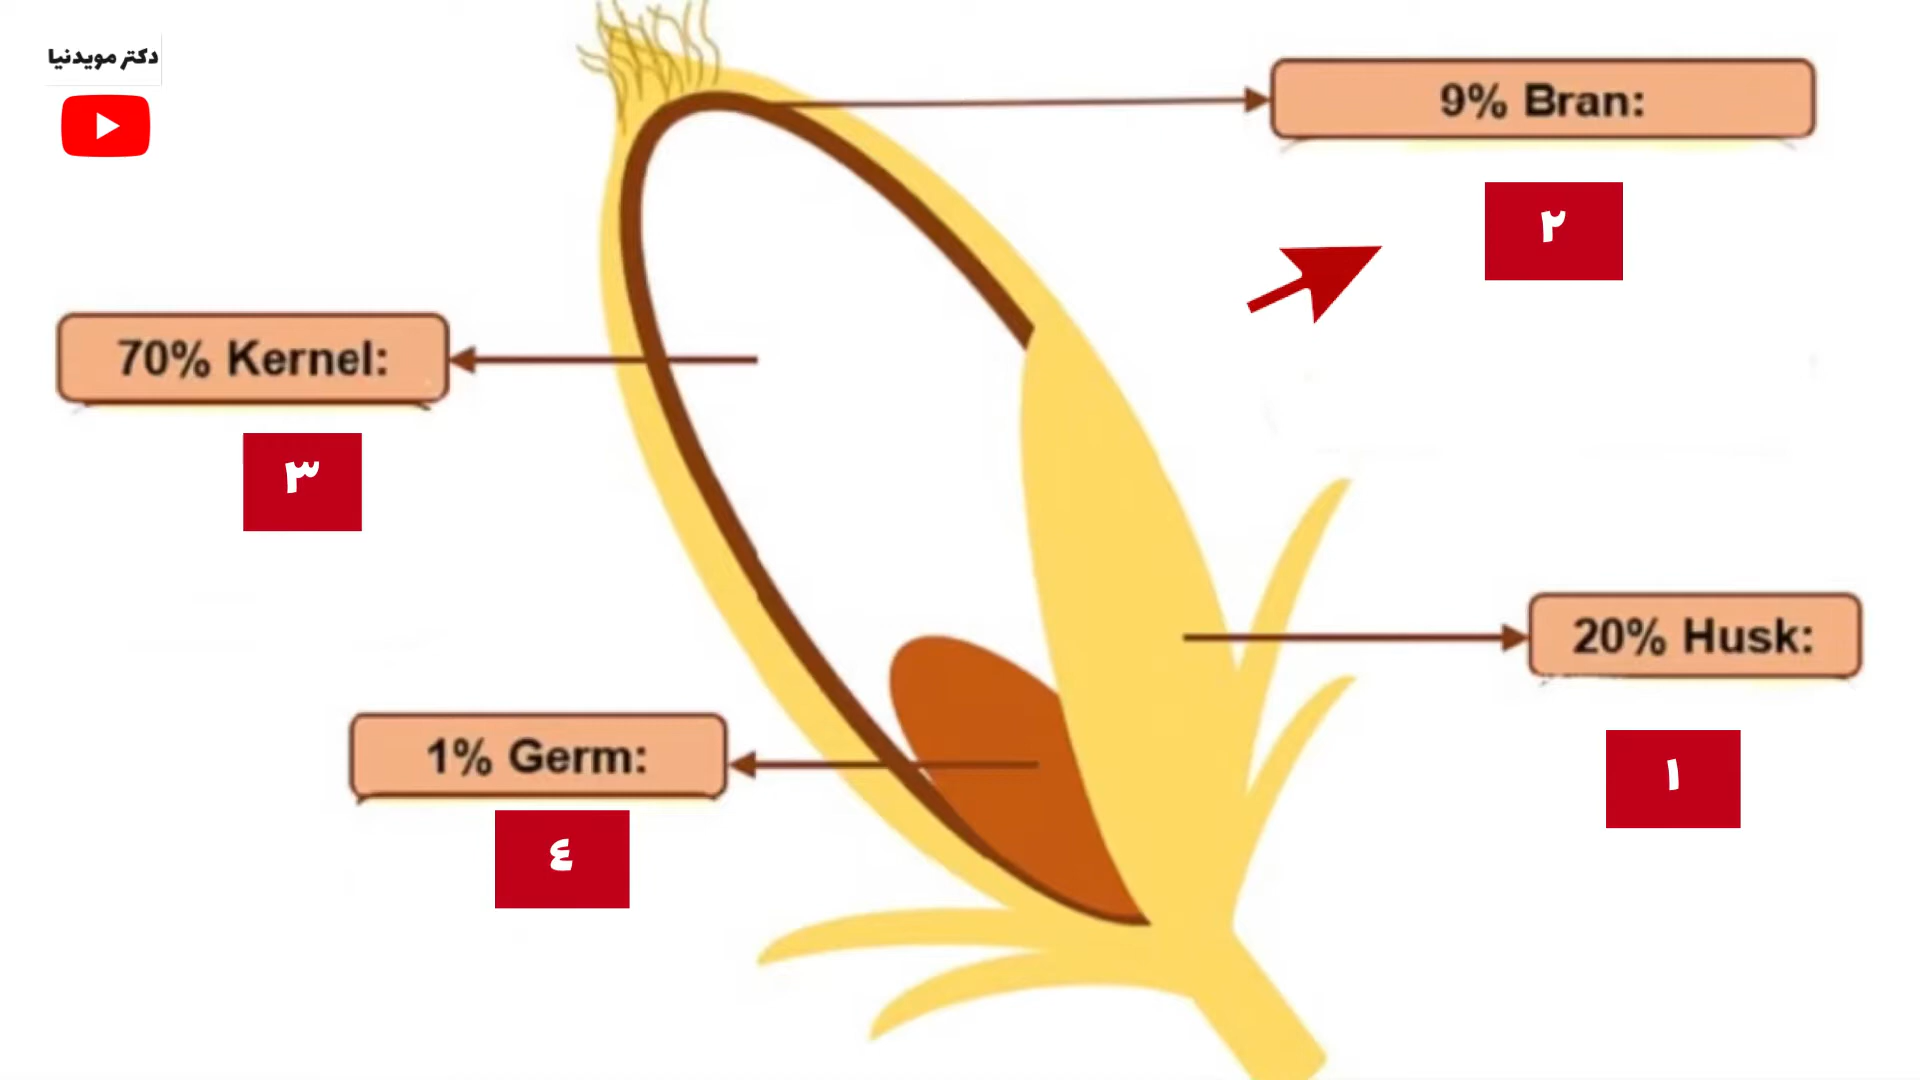 دکتر مویدنیا
9% Bran:
۲
70% Kernel:
۳
20% Husk:
۱
1% Germ:
٤